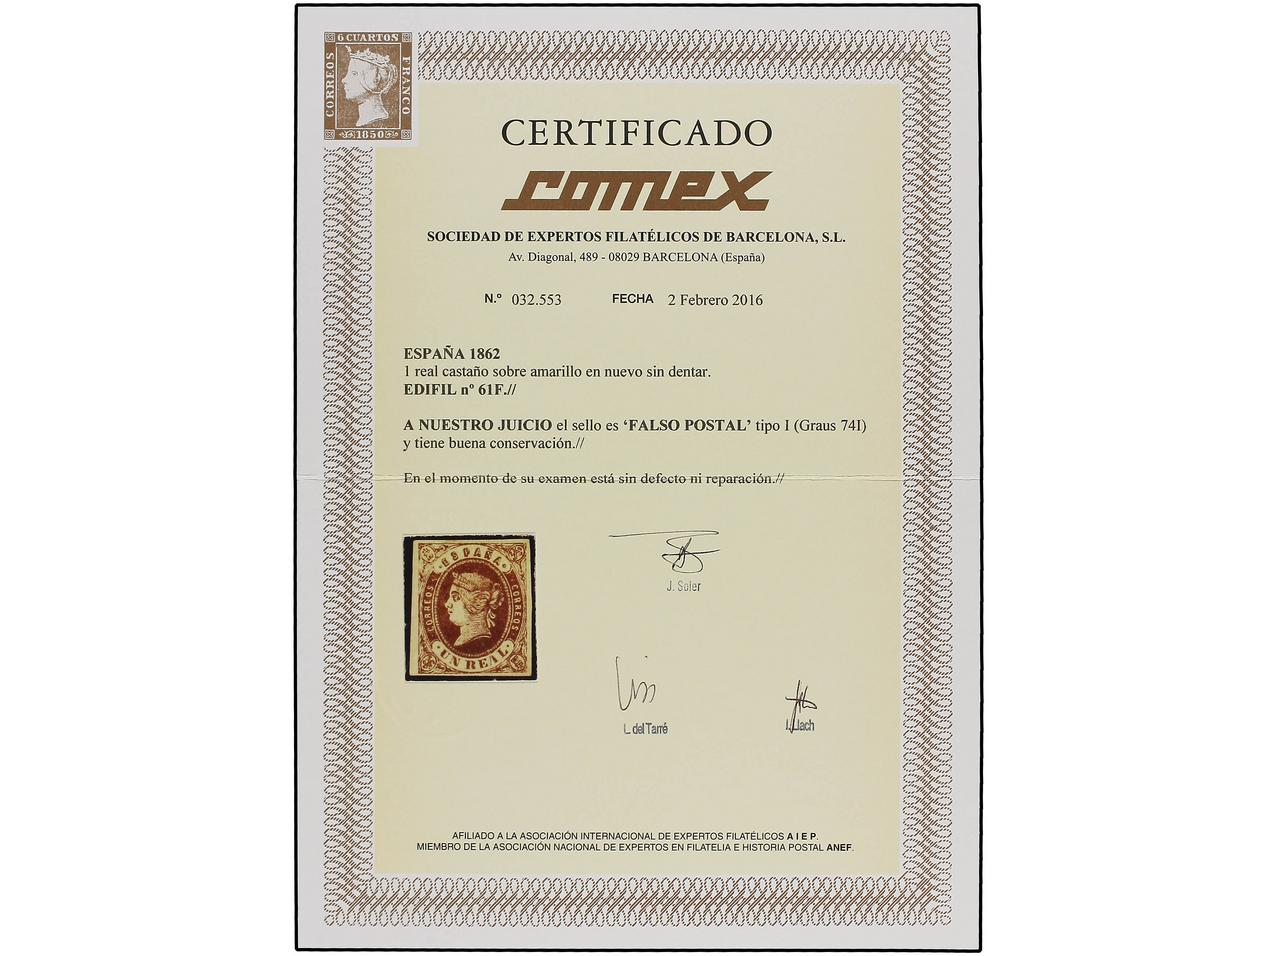 6 CUARTOS
CORREOS
FRANCO
1850
CERTIFICADO
comex
SOCIEDAD DE EXPERTOS FILATÉLICOS DE BARCELONA, S.L.
Av. Diagonal, 489 - 08029 BARCELONA (España)
N.º 032.553 FECHA 2 Febrero 2016
ESPAÑA 1862
1 real castaño sobre amarillo en nuevo sin dentar.
EDIFIL nº 61F.//
A NUESTRO JUICIO el sello es ‘FALSO POSTAL’ tipo I (Graus 74I)
y tiene buena conservación.//
En el momento de su examen está sin defecto ni reparación.//
ESPAÑA
CORREOS
CORREOS
UN REAL
J. Soler
L. del Tarré
I. Llach
AFILIADO A LA ASOCIACIÓN INTERNACIONAL DE EXPERTOS FILATÉLICOS A I E P.
MIEMBRO DE LA ASOCIACIÓN NACIONAL DE EXPERTOS EN FILATELIA E HISTORIA POSTAL ANEF.